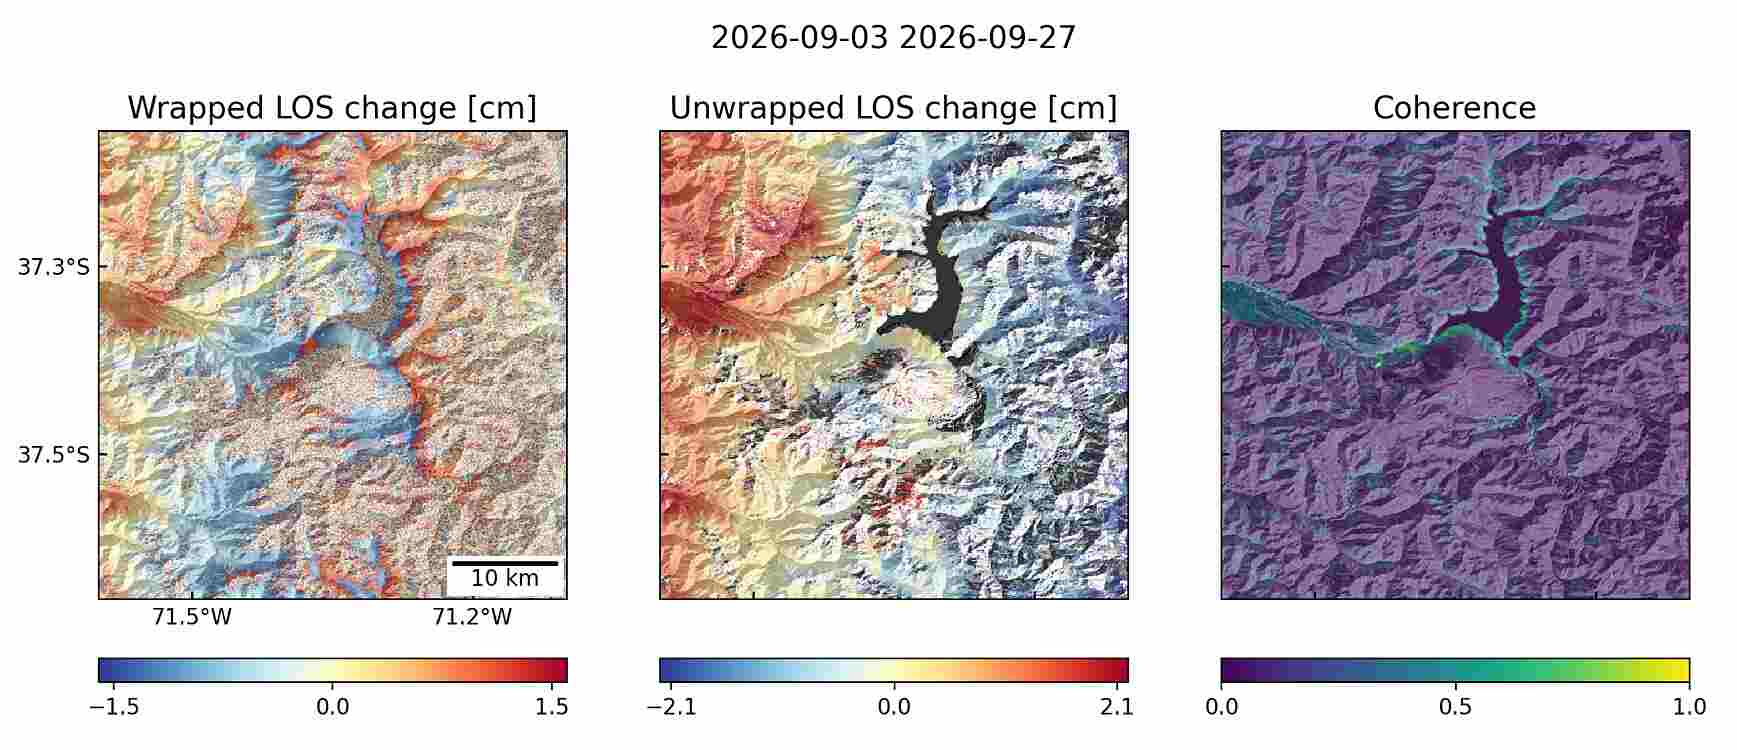 2026-09-03 2026-09-27
Wrapped LOS change [cm]
Unwrapped LOS change [cm]
Coherence
37.3°S
37.5°S
10 km
71.5°W
71.2°W
−1.5
0.0
1.5
−2.1
0.0
2.1
0.0
0.5
1.0